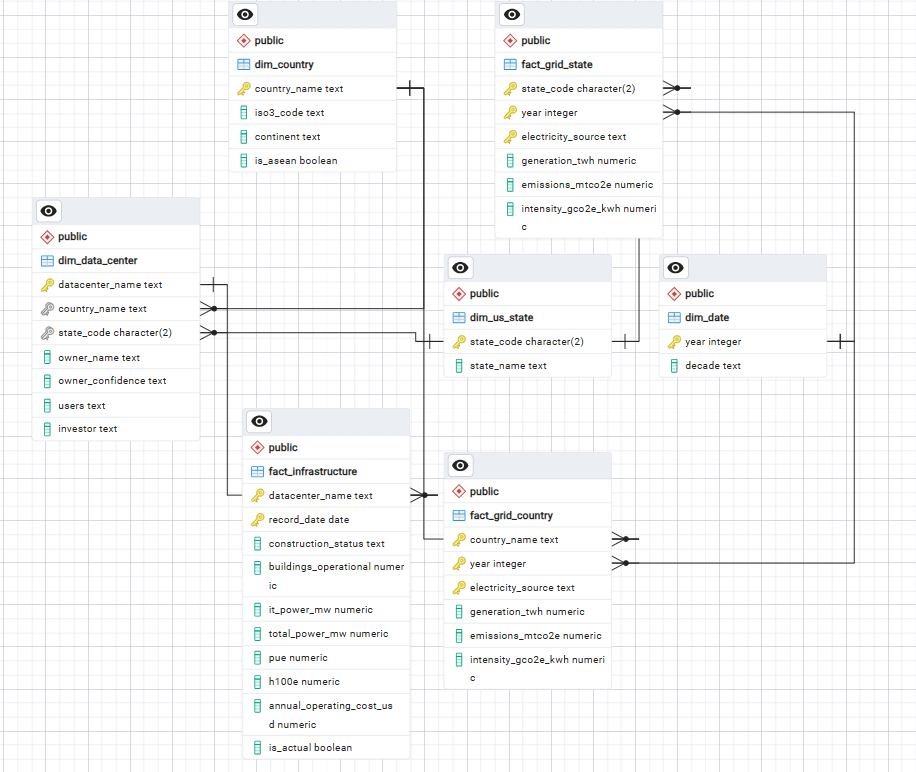 public
dim_country
country_name text
iso3_code text
continent text
is_asean boolean
public
fact_grid_state
state_code character(2)
year integer
electricity_source text
generation_twh numeric
emissions_mtco2e numeric
intensity_gco2e_kwh numeri
c
public
dim_data_center
datacenter_name text
country_name text
state_code character(2)
owner_name text
owner_confidence text
users text
investor text
public
dim_us_state
state_code character(2)
state_name text
public
dim_date
year integer
decade text
public
fact_infrastructure
datacenter_name text
record_date date
construction_status text
buildings_operational numer
ic
it_power_mw numeric
total_power_mw numeric
pue numeric
h100e numeric
annual_operating_cost_us
d numeric
is_actual boolean
public
fact_grid_country
country_name text
year integer
electricity_source text
generation_twh numeric
emissions_mtco2e numeric
intensity_gco2e_kwh numeri
c